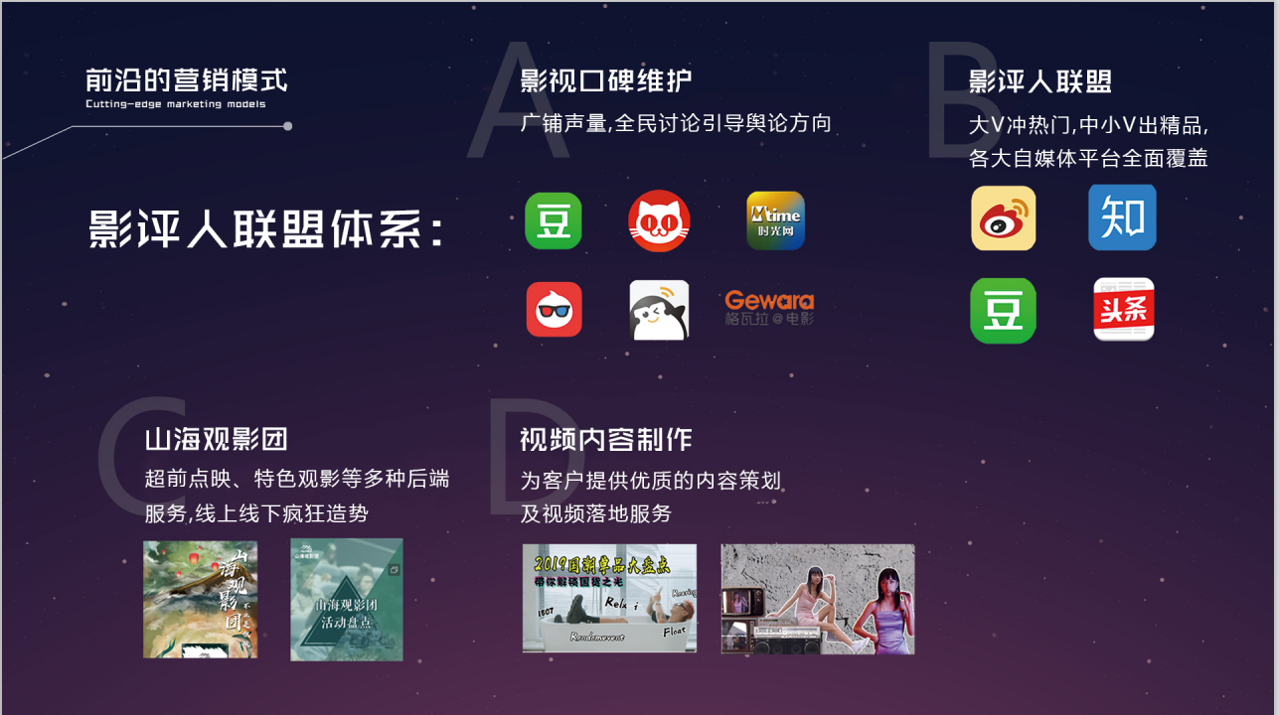 前沿的营销模式
Cutting-edge marketing models
影评人联盟体系：
A
影视口碑维护
广铺声量,全民讨论引导舆论方向
豆
Mtime
时光网
Gewara
格瓦拉@电影
B
影评人联盟
大V冲热门,中小V出精品,
各大自媒体平台全面覆盖
知
豆
头条
C
山海观影团
超前点映、特色观影等多种后端
服务,线上线下疯狂造势
山海观影团
山海观影团
活动盘点
D
视频内容制作
为客户提供优质的内容策划
及视频落地服务
2019国潮单品大盘点
带你解锁国货之光
Relax
Float